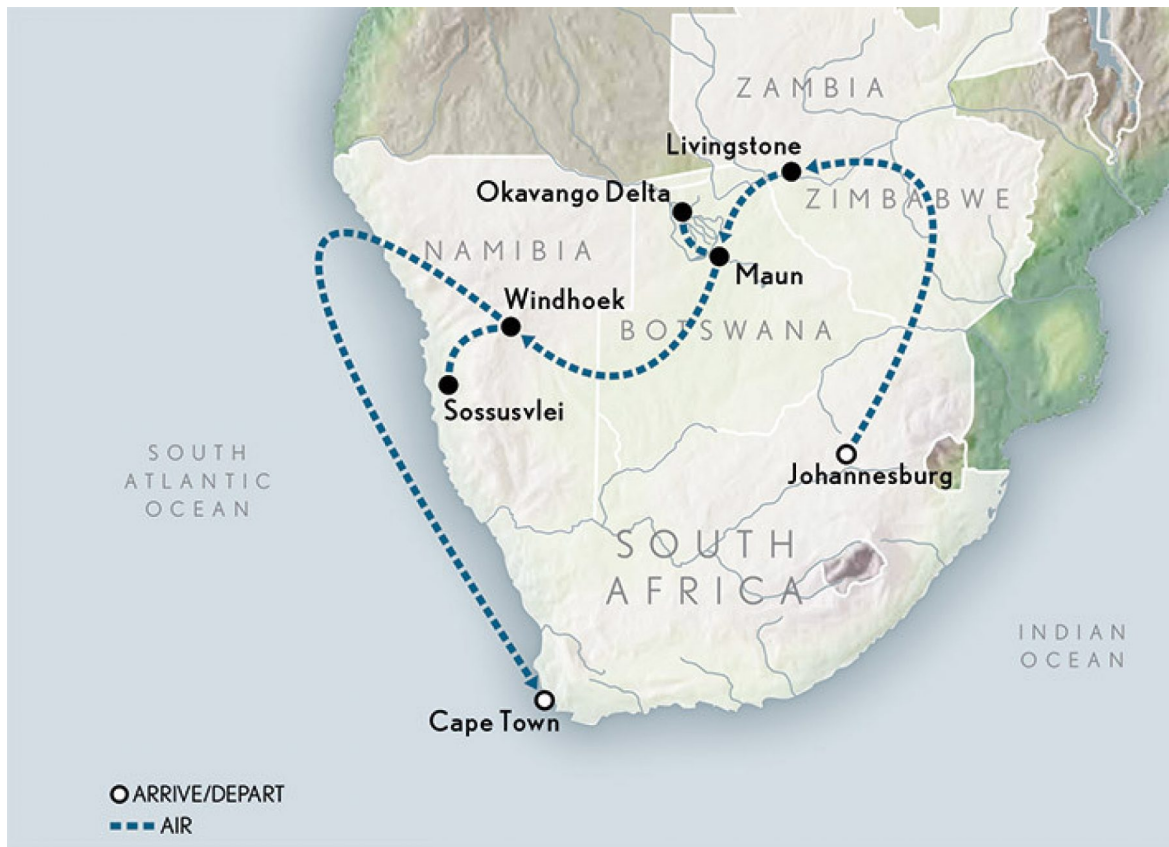 ZAMBIA
Livingstone
Okavango Delta
ZIMBABWE
NAMIBIA
Maun
Windhoek
BOTSWANA
Sossusvlei
SOUTH
ATLANTIC
OCEAN
Johannesburg
SOUTH
AFRICA
INDIAN
OCEAN
Cape Town
ARRIVE/DEPART
AIR